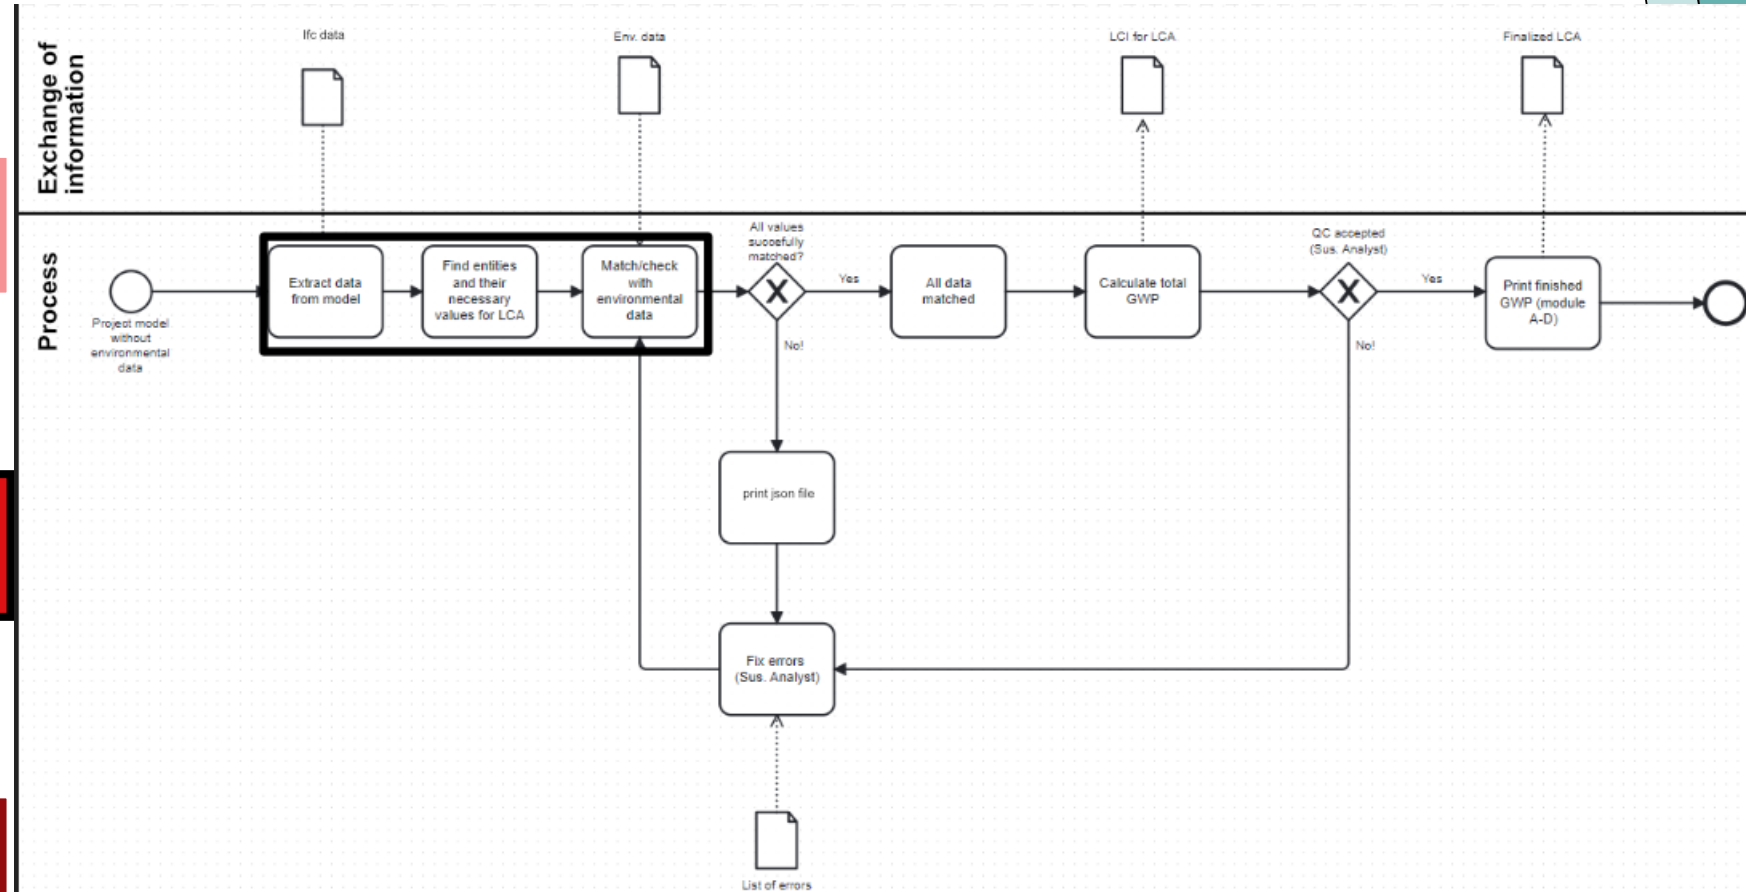 Exchange of
information
Ifc data
Env. data
LCI for LCA
Finalized LCA
Process
Project model
without
environmental
data
Extract data
from model
Find entities
and their
necessary
values for LCA
Match/check
with
environmental
data
All values
succefully
matched?
X
Yes
No!
All data
matched
Calculate total
GWP
QC accepted
(Sus. Analyst)
X
Yes
No!
Print finished
GWP (module
A-D)
print json file
Fix errors
(Sus. Analyst)
List of errors